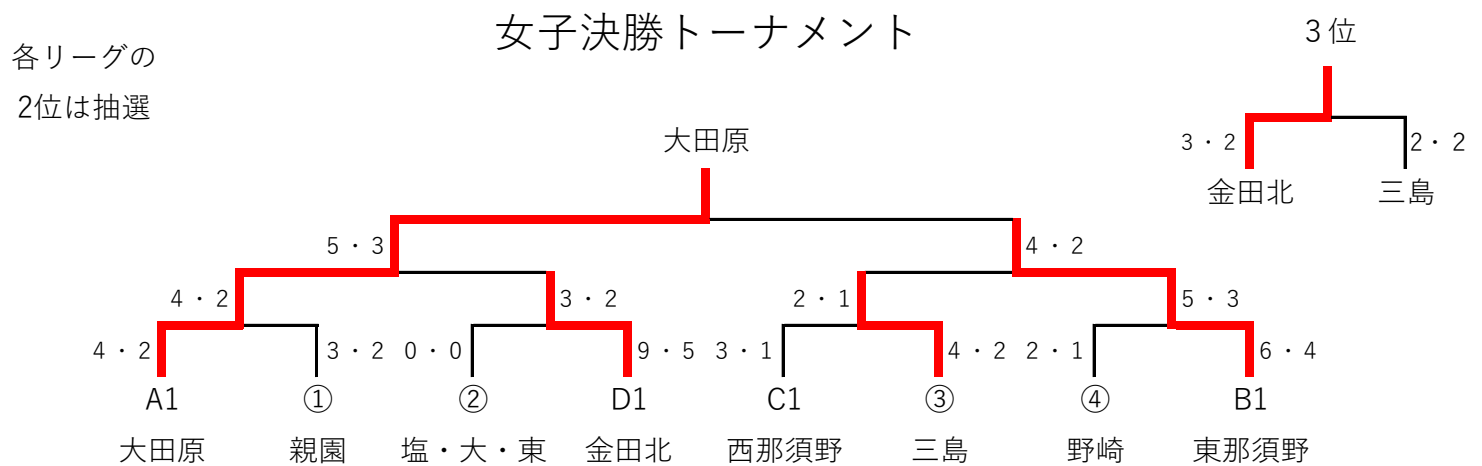 女子決勝トーナメント
各リーグの
2位は抽選
3位
3・2
2・2
金田北
三島
大田原
5・3
4・2
4・2
3・2
2・1
5・3
4・2
3・2
0・0
9・5
3・1
4・2
2・1
6・4
A1
①
②
D1
C1
③
④
B1
大田原
親園
塩・大・東
金田北
西那須野
三島
野崎
東那須野